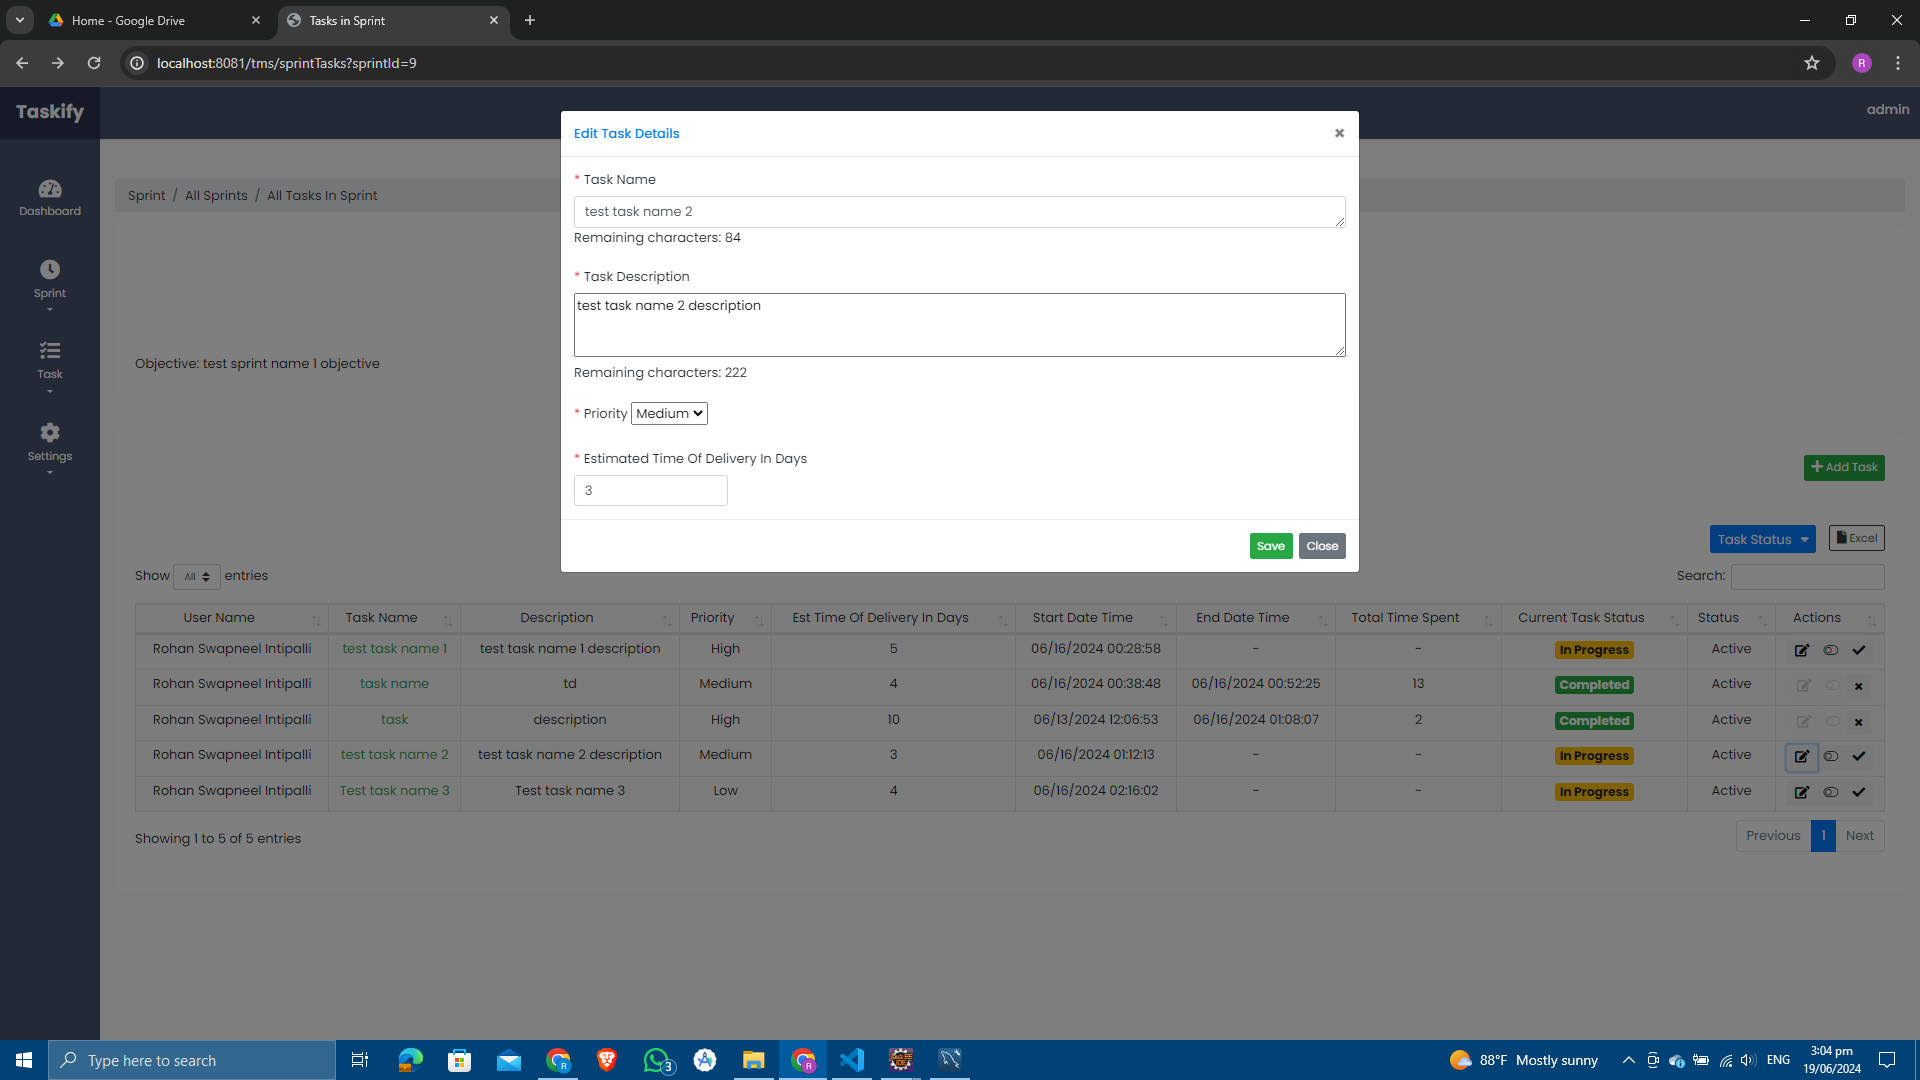 Home - Google Drive
Tasks in Sprint
localhost:8081/tms/sprintTasks?sprintId=9
R
Taskify
admin
Dashboard
Sprint
Task
Settings
Sprint / All Sprints / All Tasks In Sprint
Objective: test sprint name 1 objective
Edit Task Details
* Task Name
test task name 2
Remaining characters: 84
* Task Description
test task name 2 description
Remaining characters: 222
* Priority Medium
* Estimated Time Of Delivery In Days
3
Save Close
Add Task
Task Status Excel
Show All entries Search:
User Name Task Name Description Priority Est Time Of Delivery In Days Start Date Time End Date Time Total Time Spent Current Task Status Status Actions
Rohan Swapneel Intipalli test task name 1 test task name 1 description High 5 06/16/2024 00:28:58 - - In Progress Active
Rohan Swapneel Intipalli task name td Medium 4 06/16/2024 00:38:48 06/16/2024 00:52:25 13 Completed Active
Rohan Swapneel Intipalli task description High 10 06/13/2024 12:06:53 06/16/2024 01:08:07 2 Completed Active
Rohan Swapneel Intipalli test task name 2 test task name 2 description Medium 3 06/16/2024 01:12:13 - - In Progress Active
Rohan Swapneel Intipalli Test task name 3 Test task name 3 Low 4 06/16/2024 02:16:02 - - In Progress Active
Showing 1 to 5 of 5 entries Previous 1 Next
Type here to search
3
88°F Mostly sunny
ENG
3:04 pm
19/06/2024